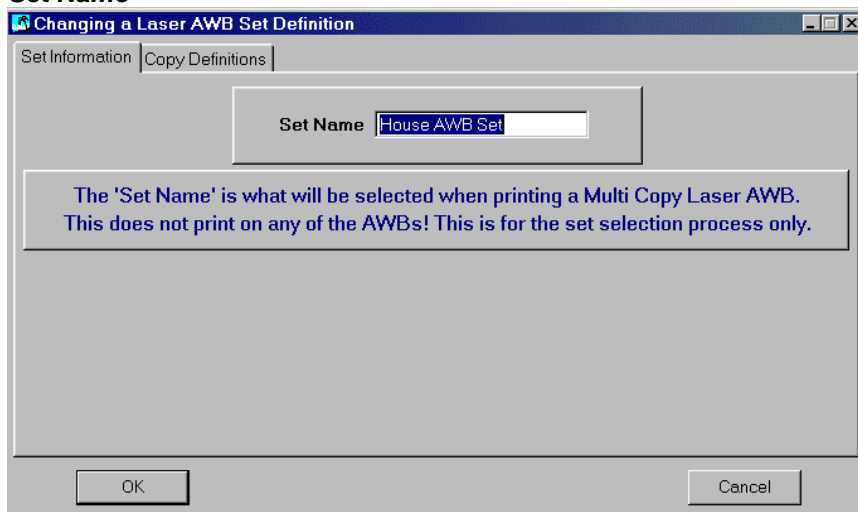 Set Name
Changing a Laser AWB Set Definition
Set Information Copy Definitions
Set Name House AWB Set
The 'Set Name' is what will be selected when printing a Multi Copy Laser AWB.
This does not print on any of the AWBs! This is for the set selection process only.
OK Cancel